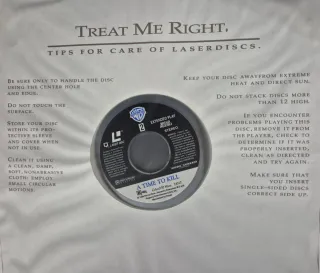 TREAT ME RIGHT.
TIPS FOR CARE OF LASERDISCS.
BE SURE ONLY TO HANDLE THE DISC
USING THE CENTER HOLE
AND EDGE.
DO NOT TOUCH THE
SURFACE.
STORE YOUR DISC
WITHIN ITS PRO-
TECTIVE SLEEVE
AND COVER WHEN
NOT IN USE.
CLEAN IT USING
A CLEAN, DAMP,
SOFT, NONABRASIVE
CLOTH; EMPLOY
SMALL CIRCULAR
MOTIONS.
KEEP YOUR DISC AWAY FROM EXTREME
HEAT AND DIRECT SUN.
DO NOT STACK DISCS MORE
THAN 12 HIGH.
IF YOU ENCOUNTER
PROBLEMS PLAYING THIS
DISC, REMOVE IT FROM
THE PLAYER, CHECK TO
DETERMINE IF IT WAS
PROPERLY INSERTED,
CLEAN AS DIRECTED
AND TRY AGAIN.
MAKE SURE THAT
YOU INSERT
SINGLE-SIDED DISCS
CORRECT SIDE UP.
EXTENDED PLAY
STEREO
A TIME TO KILL